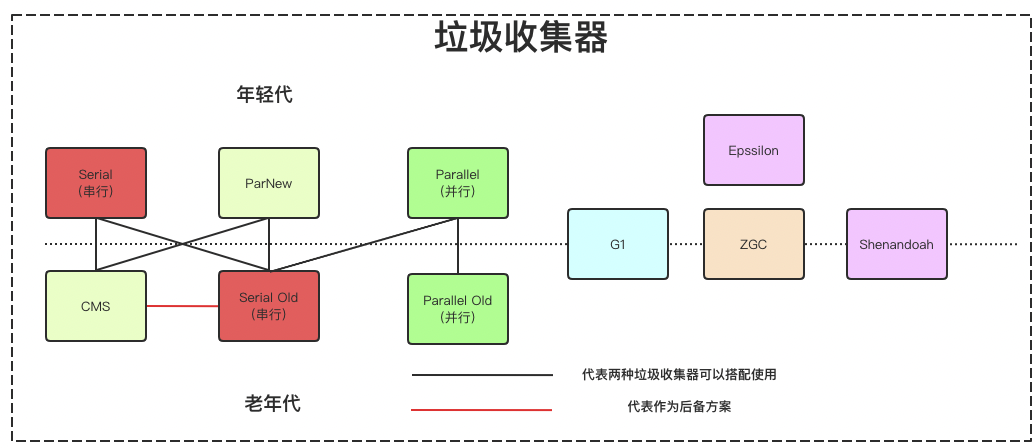 垃圾收集器
年轻代
Epssilon
Serial
(串行)
ParNew
Parallel
(并行)
G1
ZGC
Shenandoah
CMS
Serial Old
(串行)
Parallel Old
(并行)
代表两种垃圾收集器可以搭配使用
老年代
代表作为后备方案